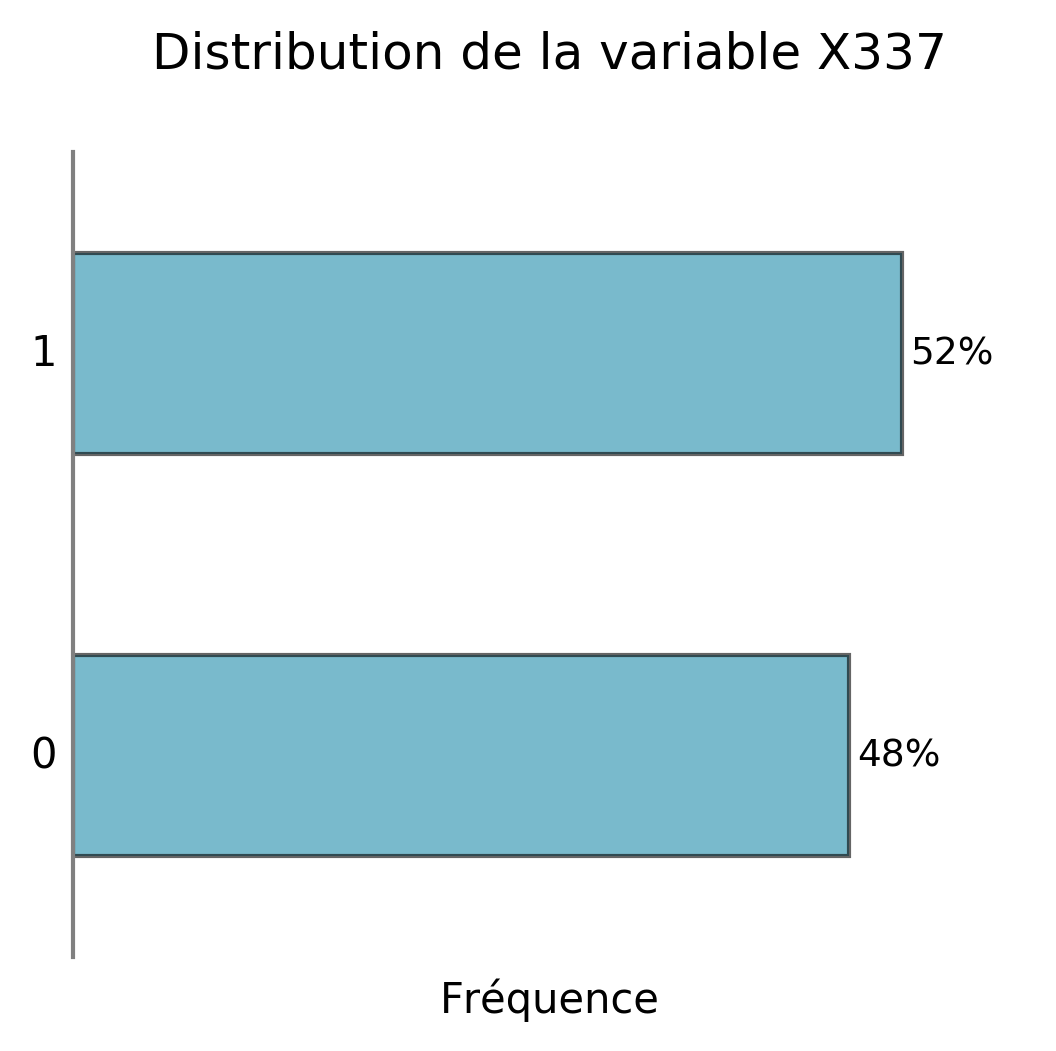 Distribution de la variable X337
1
52%
0
48%
Fréquence